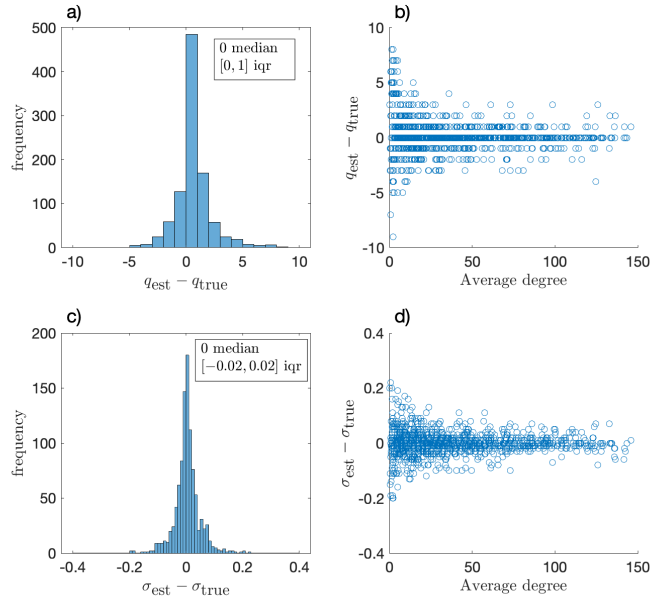 a)
500
400
300
200
100
0
frequency
0 median
[0, 1] iqr
-10
-5
0
5
10
q_est − q_true
b)
10
5
0
-5
-10
q_est − q_true
0
50
100
150
Average degree
c)
200
150
100
50
0
frequency
0 median
[−0.02, 0.02] iqr
-0.4
-0.2
0
0.2
0.4
σ_est − σ_true
d)
0.4
0.2
0
-0.2
-0.4
σ_est − σ_true
0
50
100
150
Average degree